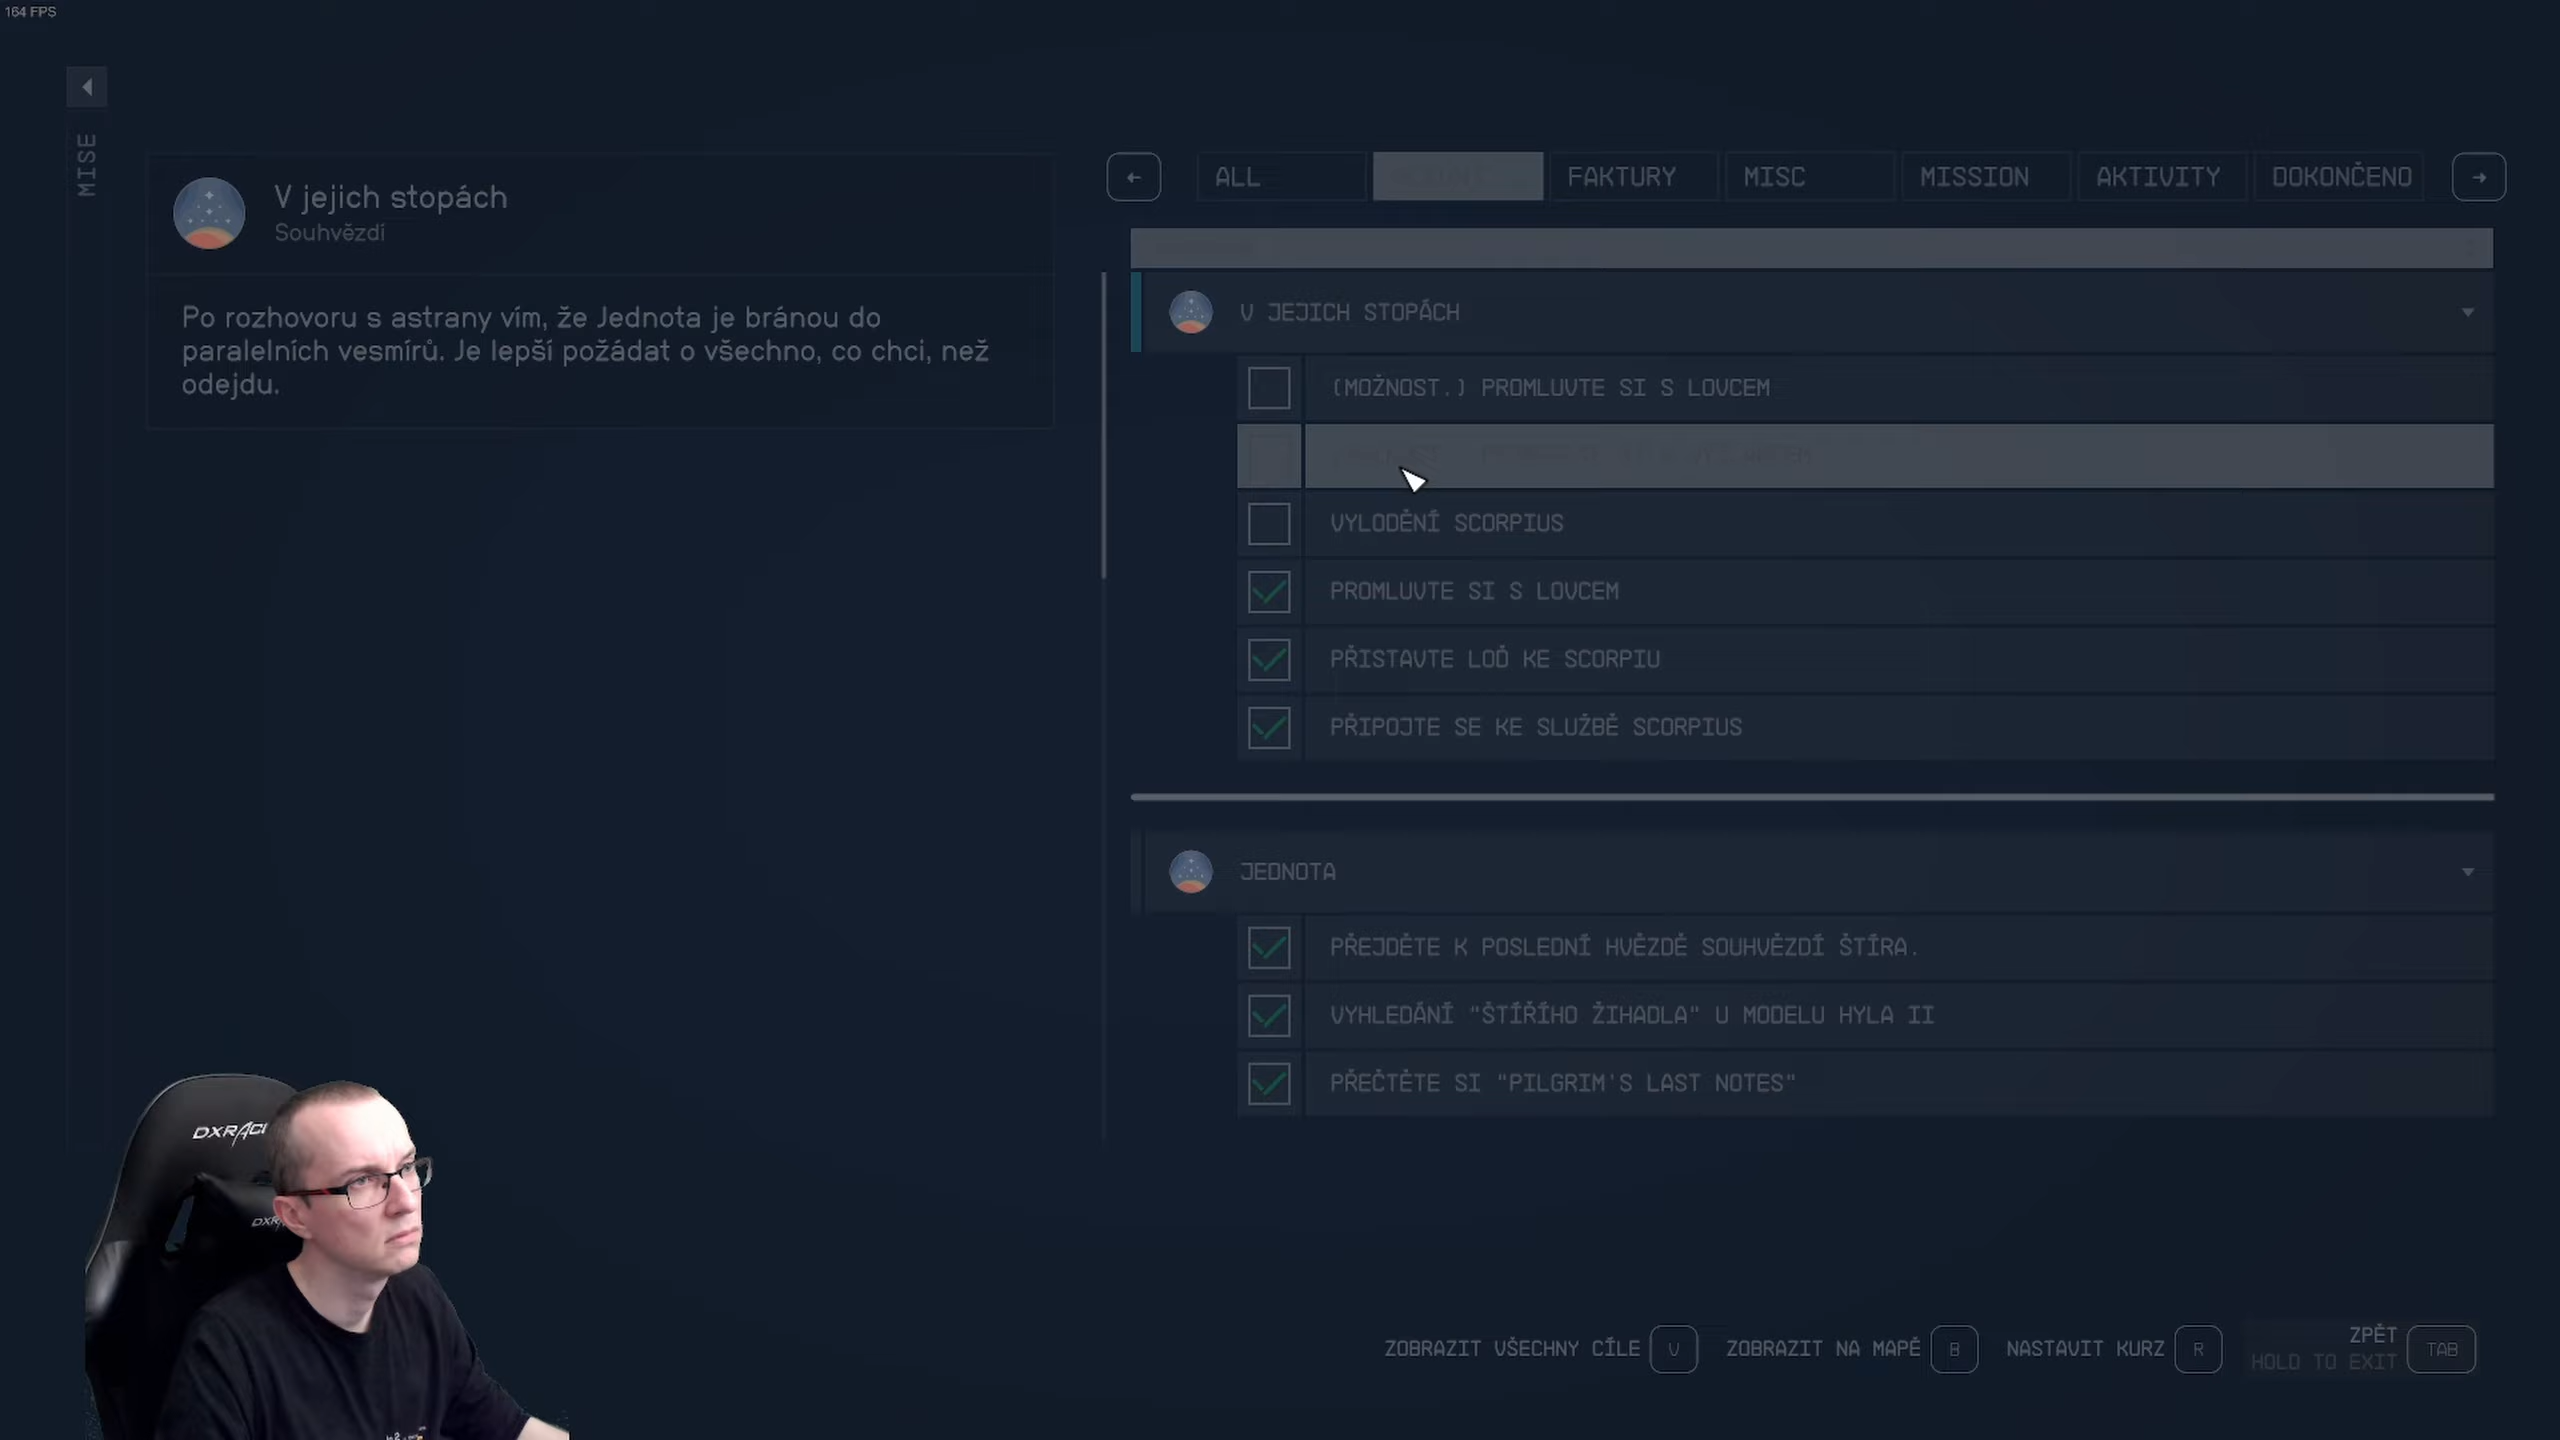 164 FPS
MISE
V jejich stopách
Souhvězdí
Po rozhovoru s astrany vím, že Jednota je bránou do
paralelních vesmírů. Je lepší požádat o všechno, co chci, než
odejdu.
ALL
FAKTURY
MISC
MISSION
AKTIVITY
DOKONČENO
V JEJICH STOPÁCH
(MOŽNOST.) PROMLUVTE SI S LOVCEM
VYLODĚNÍ SCORPIUS
PROMLUVTE SI S LOVCEM
PŘISTAVTE LOĎ KE SCORPIU
PŘIPOJTE SE KE SLUŽBĚ SCORPIUS
JEDNOTA
PŘEJDĚTE K POSLEDNÍ HVĚZDĚ SOUHVĚZDÍ ŠTÍRA.
VYHLEDÁNÍ "ŠTÍŘÍHO ŽIHADLA" U MODELU HYLA II
PŘEČTĚTE SI "PILGRIM'S LAST NOTES"
ZOBRAZIT VŠECHNY CÍLE V
ZOBRAZIT NA MAPĚ B
NASTAVIT KURZ R
ZPĚT
HOLD TO EXIT
TAB